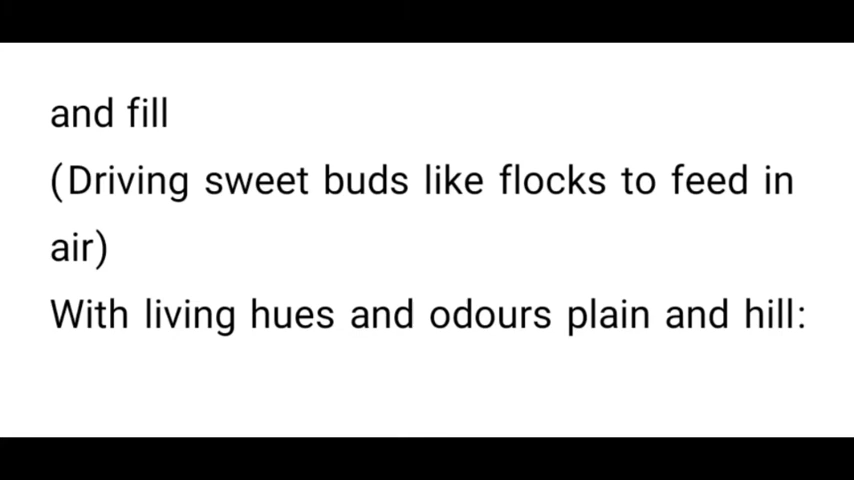 and fill
(Driving sweet buds like flocks to feed in
air)
With living hues and odours plain and hill: